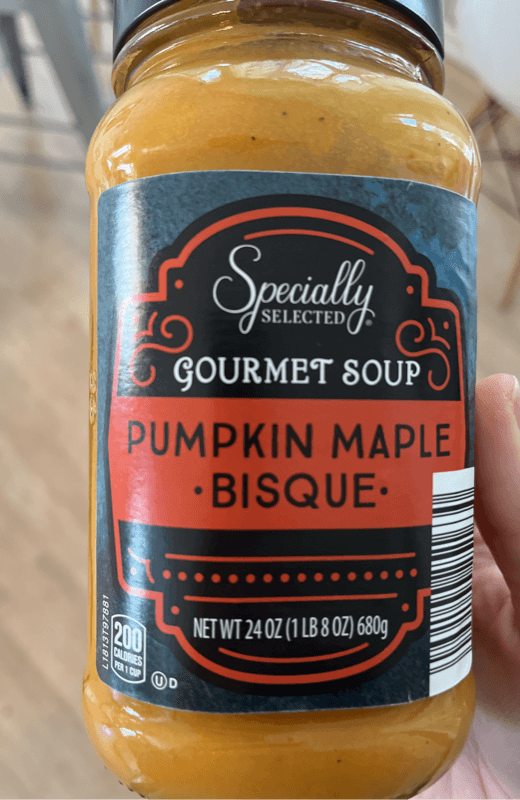 Specially
SELECTED®
GOURMET SOUP
PUMPKIN MAPLE
·BISQUE·
NET WT 24 OZ (1 LB 8 OZ) 680g
L1813T97881
200
CALORIES
PER 1 CUP
U D